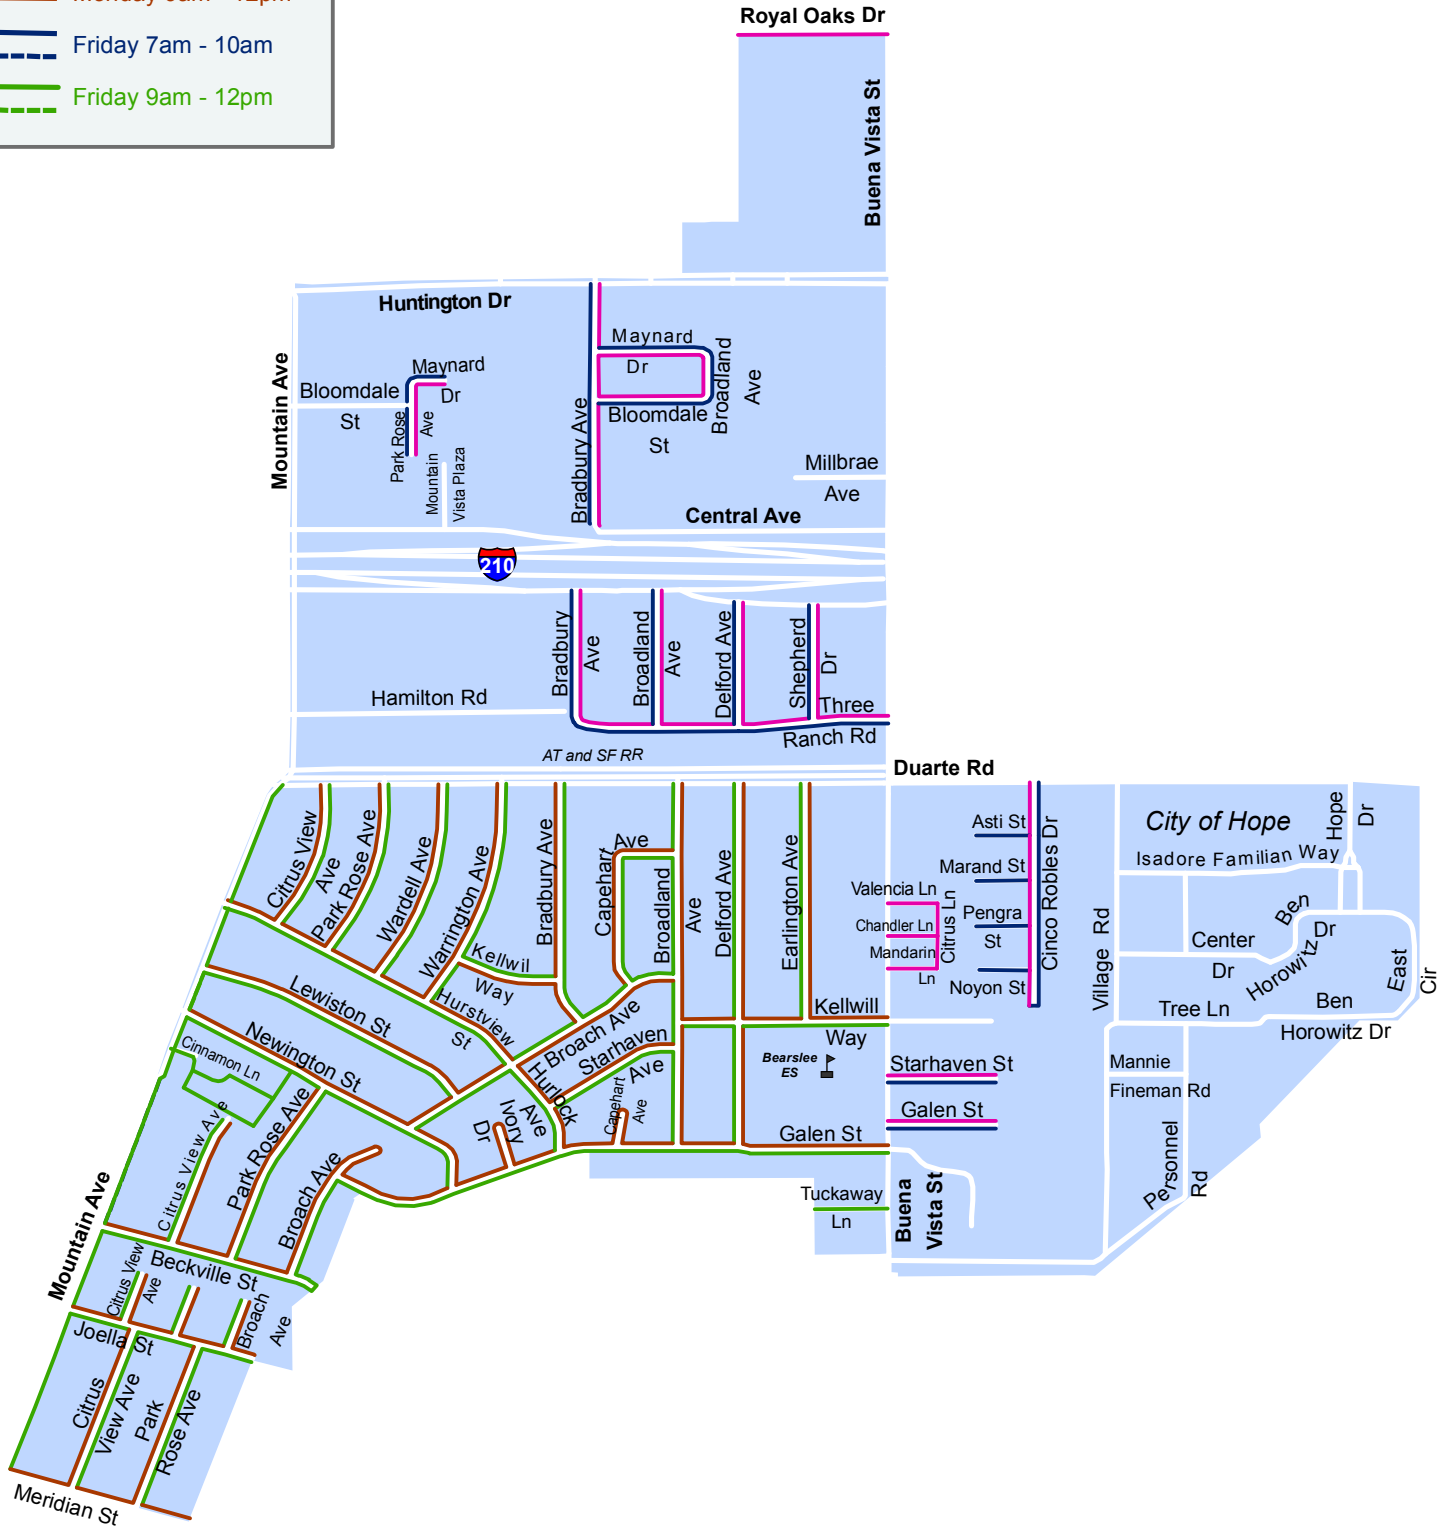 Friday 7am - 10am
Friday 9am - 12pm
Royal Oaks Dr
Buena Vista St
Huntington Dr
Mountain Ave
Maynard
Dr
Bloomdale
St
Park Rose
Ave
Mountain
Vista Plaza
Bradbury Ave
Maynard
Dr
Broadland
Ave
Bloomdale
St
Millbrae
Ave
Central Ave
210
Bradbury
Ave
Broadland
Ave
Delford Ave
Shepherd
Dr
Three
Ranch Rd
Hamilton Rd
AT and SF RR
Duarte Rd
Citrus View
Ave
Park Rose Ave
Wardell Ave
Warrington Ave
Bradbury Ave
Capehart
Ave
Broadland
Ave
Delford Ave
Earlington Ave
Kellwil
Way
Hurstview
St
Lewiston St
Newington St
Cinnamon Ln
Broach Ave
Starhaven
Ave
Hurlock
Ave
Ivory
Dr
Capehart
Ave
Kellwill
Way
Bearslee
ES
Galen St
Tuckaway
Ln
Buena
Vista St
Valencia Ln
Chandler Ln
Mandarin
Ln
Citrus Ln
Asti St
Marand St
Pengra
St
Noyon St
Cinco Robles Dr
Starhaven St
Galen St
Village Rd
City of Hope
Hope
Dr
Isadore Familian Way
Ben
Dr
Horowitz
Center
Dr
East
Cir
Tree Ln
Ben
Horowitz Dr
Mannie
Fineman Rd
Personnel
Rd
Citrus View Ave
Park Rose Ave
Broach Ave
Mountain Ave
Beckville St
Citrus View
Ave
Broach
Ave
Joella St
Citrus
View Ave
Park
Rose Ave
Meridian St